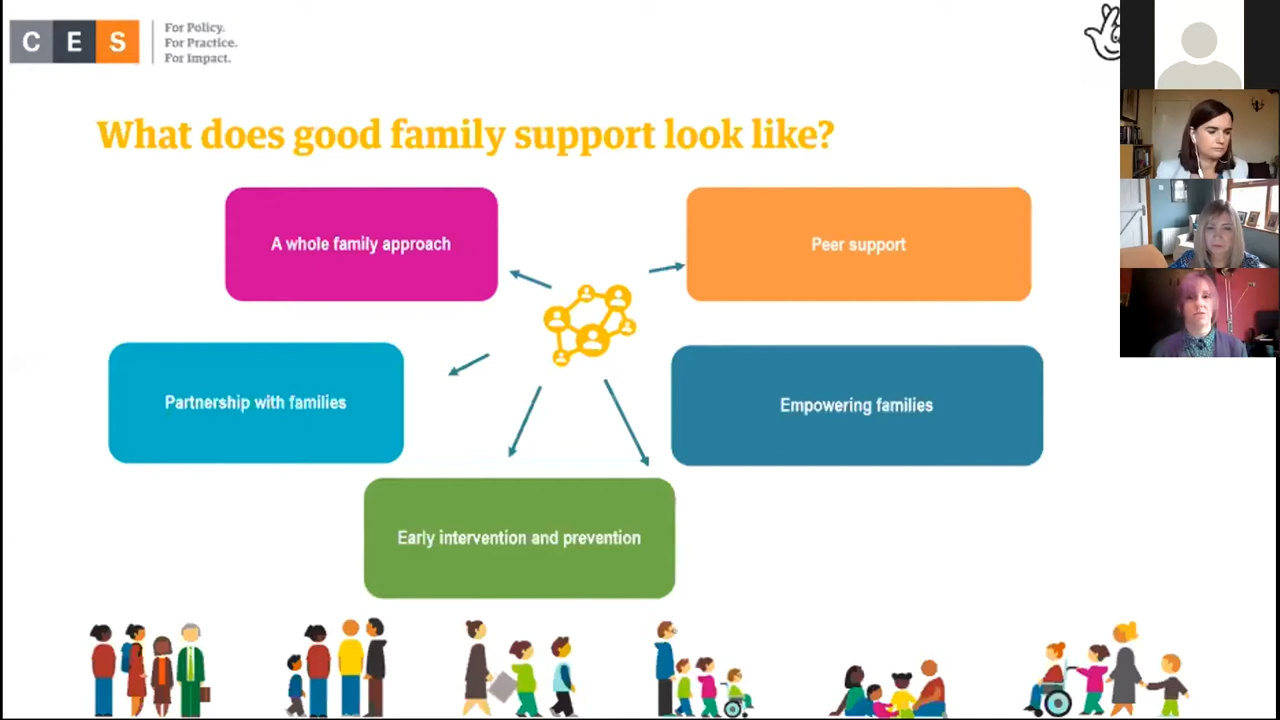 C E S
For Policy.
For Practice.
For Impact.
What does good family support look like?
A whole family approach
Peer support
Partnership with families
Empowering families
Early intervention and prevention